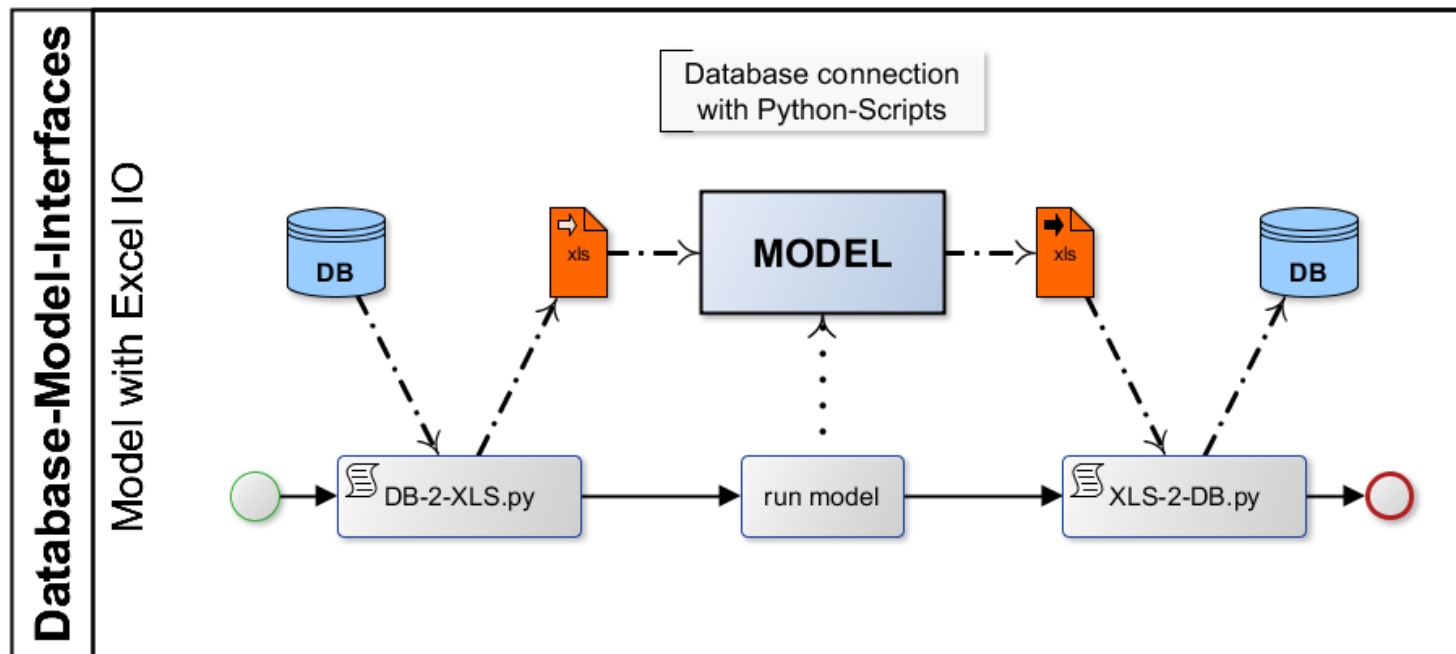 Database-Model-Interfaces
Model with Excel IO
Database connection
with Python-Scripts
DB
xls
MODEL
xls
DB
DB-2-XLS.py
run model
XLS-2-DB.py